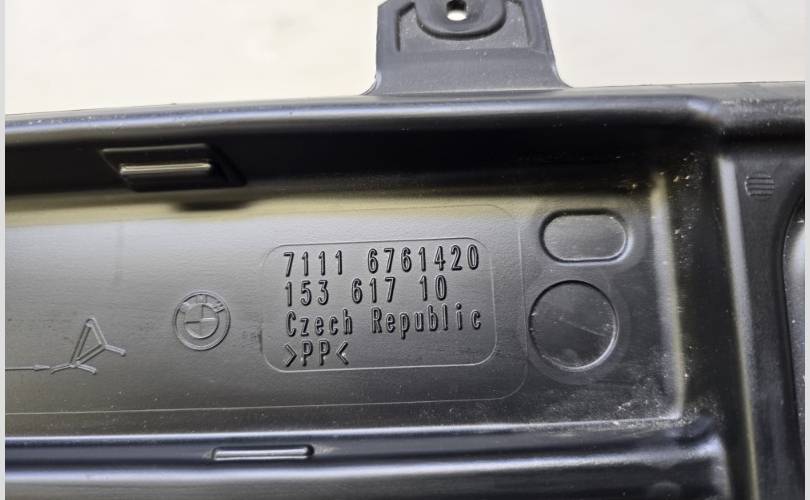 7111 6761420
153 617 10
Czech Republic
>PP<